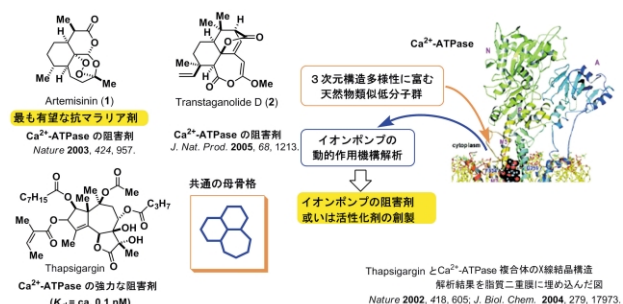 Artemisinin (1)
最も有望な抗マラリア剤
Ca²⁺-ATPase の阻害剤
Nature 2003, 424, 957.
Transtaganolide D (2)
Ca²⁺-ATPase の阻害剤
J. Nat. Prod. 2005, 68, 1213.
Thapsigargin
Ca²⁺-ATPase の強力な阻害剤
共通の母骨格
３次元構造多様性に富む
天然物類似低分子群
イオンポンプの
動的作用機構解析
イオンポンプの阻害剤
或いは活性化剤の創製
Ca²⁺-ATPase
N
A
cytoplasm
Thapsigargin とCa²⁺-ATPase 複合体のX線結晶構造
解析結果を脂質二重膜に埋め込んだ図
Nature 2002, 418, 605; J. Biol. Chem. 2004, 279, 17973.